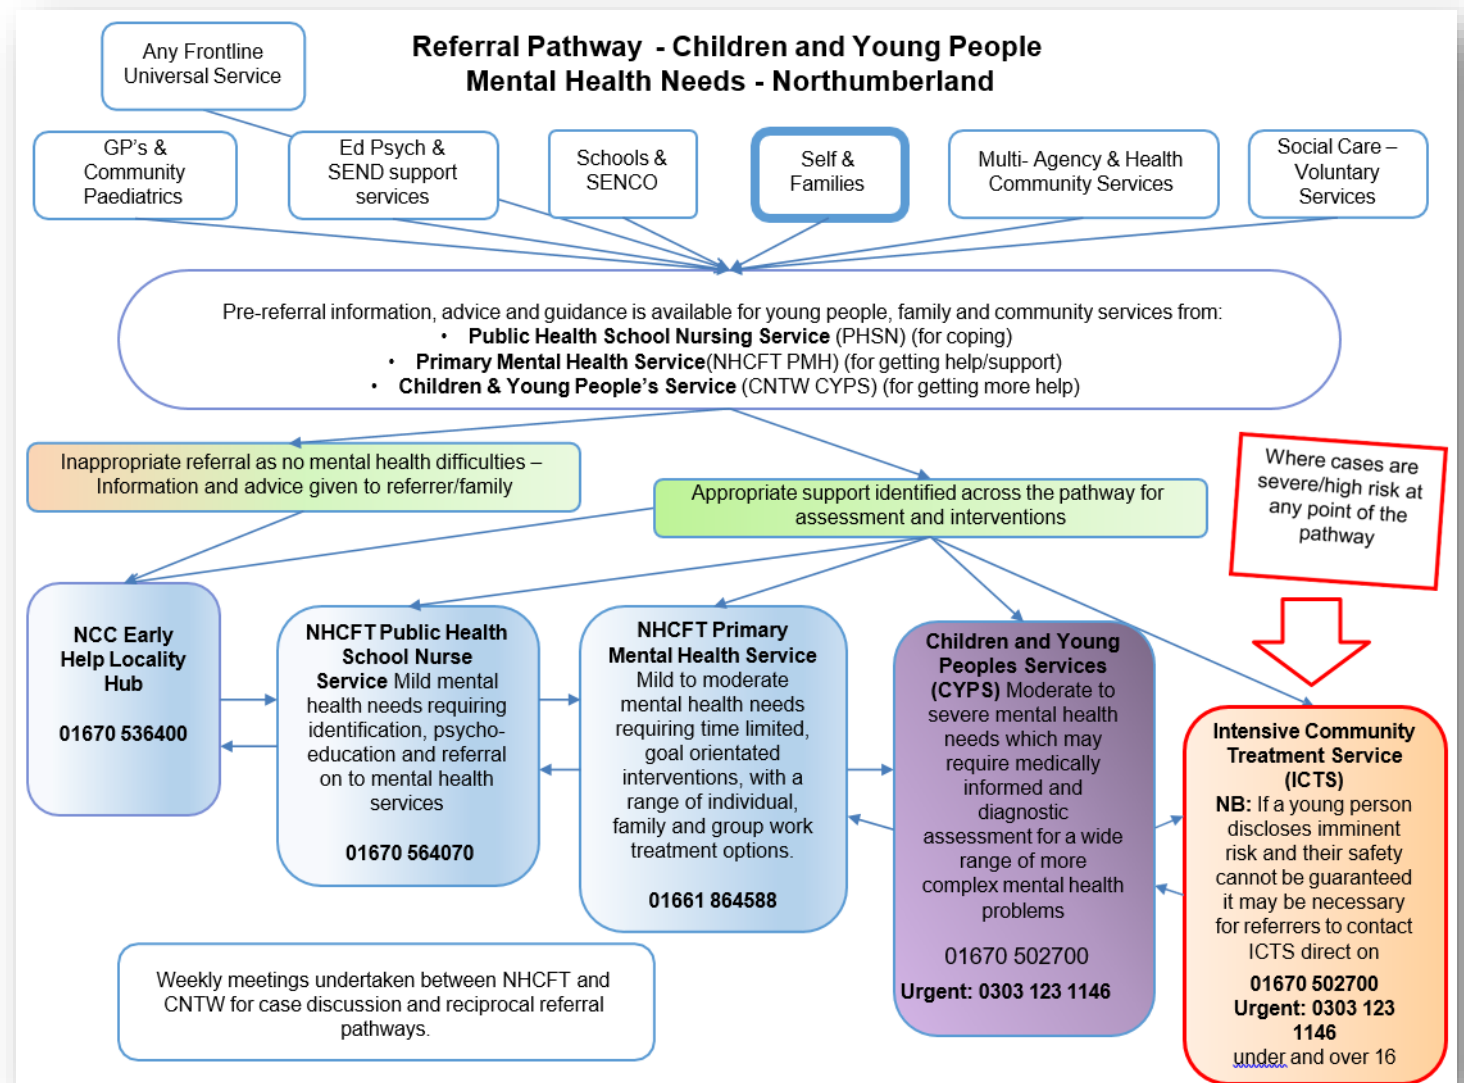 Referral Pathway - Children and Young People
Mental Health Needs - Northumberland
Any Frontline
Universal Service
GP's &
Community
Paediatrics
Ed Psych &
SEND support
services
Schools &
SENCO
Self &
Families
Multi- Agency & Health
Community Services
Social Care –
Voluntary
Services
Pre-referral information, advice and guidance is available for young people, family and community services from:
• Public Health School Nursing Service (PHSN) (for coping)
• Primary Mental Health Service(NHCFT PMH) (for getting help/support)
• Children & Young People's Service (CNTW CYPS) (for getting more help)
Inappropriate referral as no mental health difficulties –
Information and advice given to referrer/family
Appropriate support identified across the pathway for
assessment and interventions
Where cases are
severe/high risk at
any point of the
pathway
NCC Early
Help Locality
Hub
01670 536400
NHCFT Public Health
School Nurse
Service Mild mental
health needs requiring
identification, psycho-
education and referral
on to mental health
services
01670 564070
NHCFT Primary
Mental Health Service
Mild to moderate
mental health needs
requiring time limited,
goal orientated
interventions, with a
range of individual,
family and group work
treatment options.
01661 864588
Children and Young
Peoples Services
(CYPS) Moderate to
severe mental health
needs which may
require medically
informed and
diagnostic
assessment for a wide
range of more
complex mental health
problems
01670 502700
Urgent: 0303 123 1146
Intensive Community
Treatment Service
(ICTS)
NB: If a young person
discloses imminent
risk and their safety
cannot be guaranteed
it may be necessary
for referrers to contact
ICTS direct on
01670 502700
Urgent: 0303 123
1146
under and over 16
Weekly meetings undertaken between NHCFT and
CNTW for case discussion and reciprocal referral
pathways.